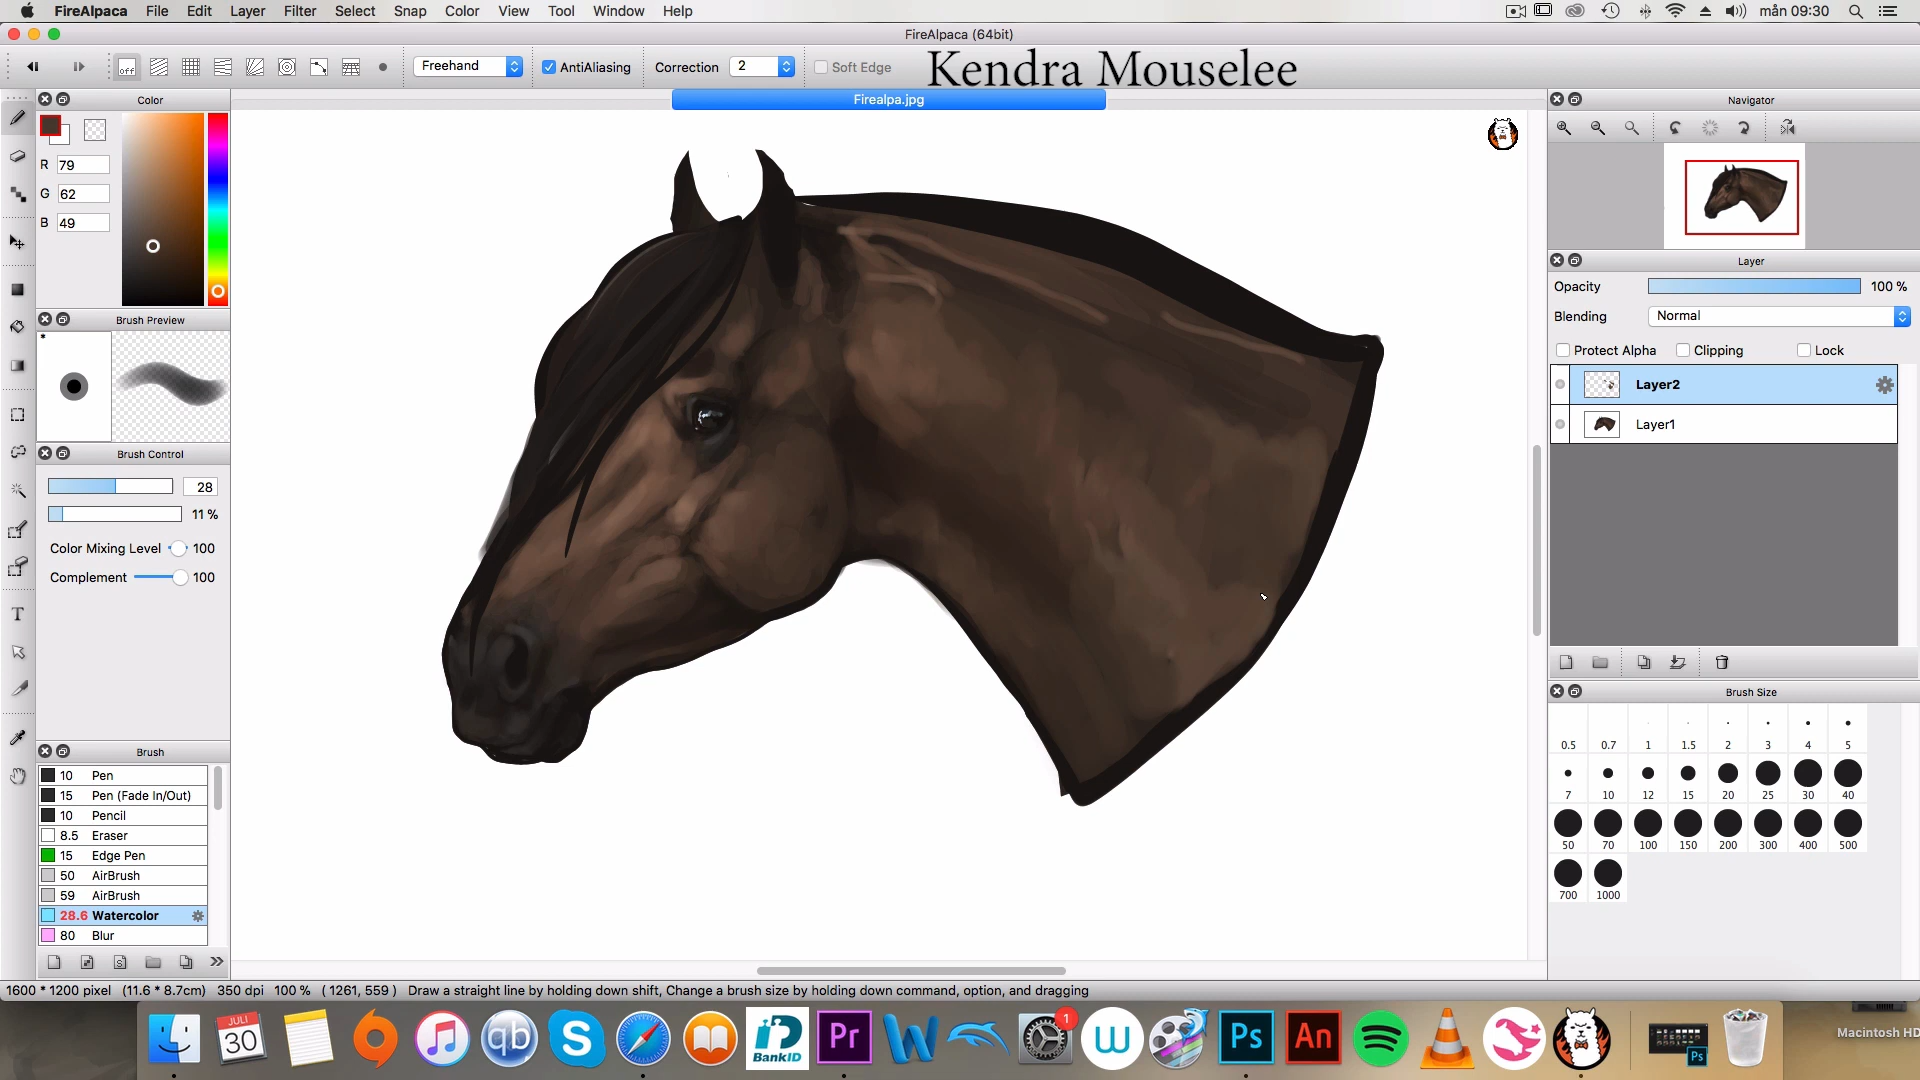 FireAlpaca File Edit Layer Filter Select Snap Color View Tool Window Help mån 09:30
FireAlpaca (64bit)
off Freehand AntiAliasing Correction 2 Soft Edge
Kendra Mouselee
Color
Firealpa.jpg
Navigator
R 79
G 62
B 49
Layer
Opacity 100 %
Blending Normal
Brush Preview
Protect Alpha Clipping Lock
Layer2
Layer1
Brush Control
28
11 %
Color Mixing Level 100
Complement 100
T
Brush Size
0.5 0.7 1 1.5 2 3 4 5
7 10 12 15 20 25 30 40
50 70 100 150 200 300 400 500
700 1000
Brush
10 Pen
15 Pen (Fade In/Out)
10 Pencil
8.5 Eraser
15 Edge Pen
50 AirBrush
59 AirBrush
28.6 Watercolor
80 Blur
1600 * 1200 pixel (11.6 * 8.7cm) 350 dpi 100 % ( 1261, 559 ) Draw a straight line by holding down shift, Change a brush size by holding down command, option, and dragging
JULI
30
qb
S
iD
BankID
Pr
W
1
W
Ps
An
Ps
Macintosh HD